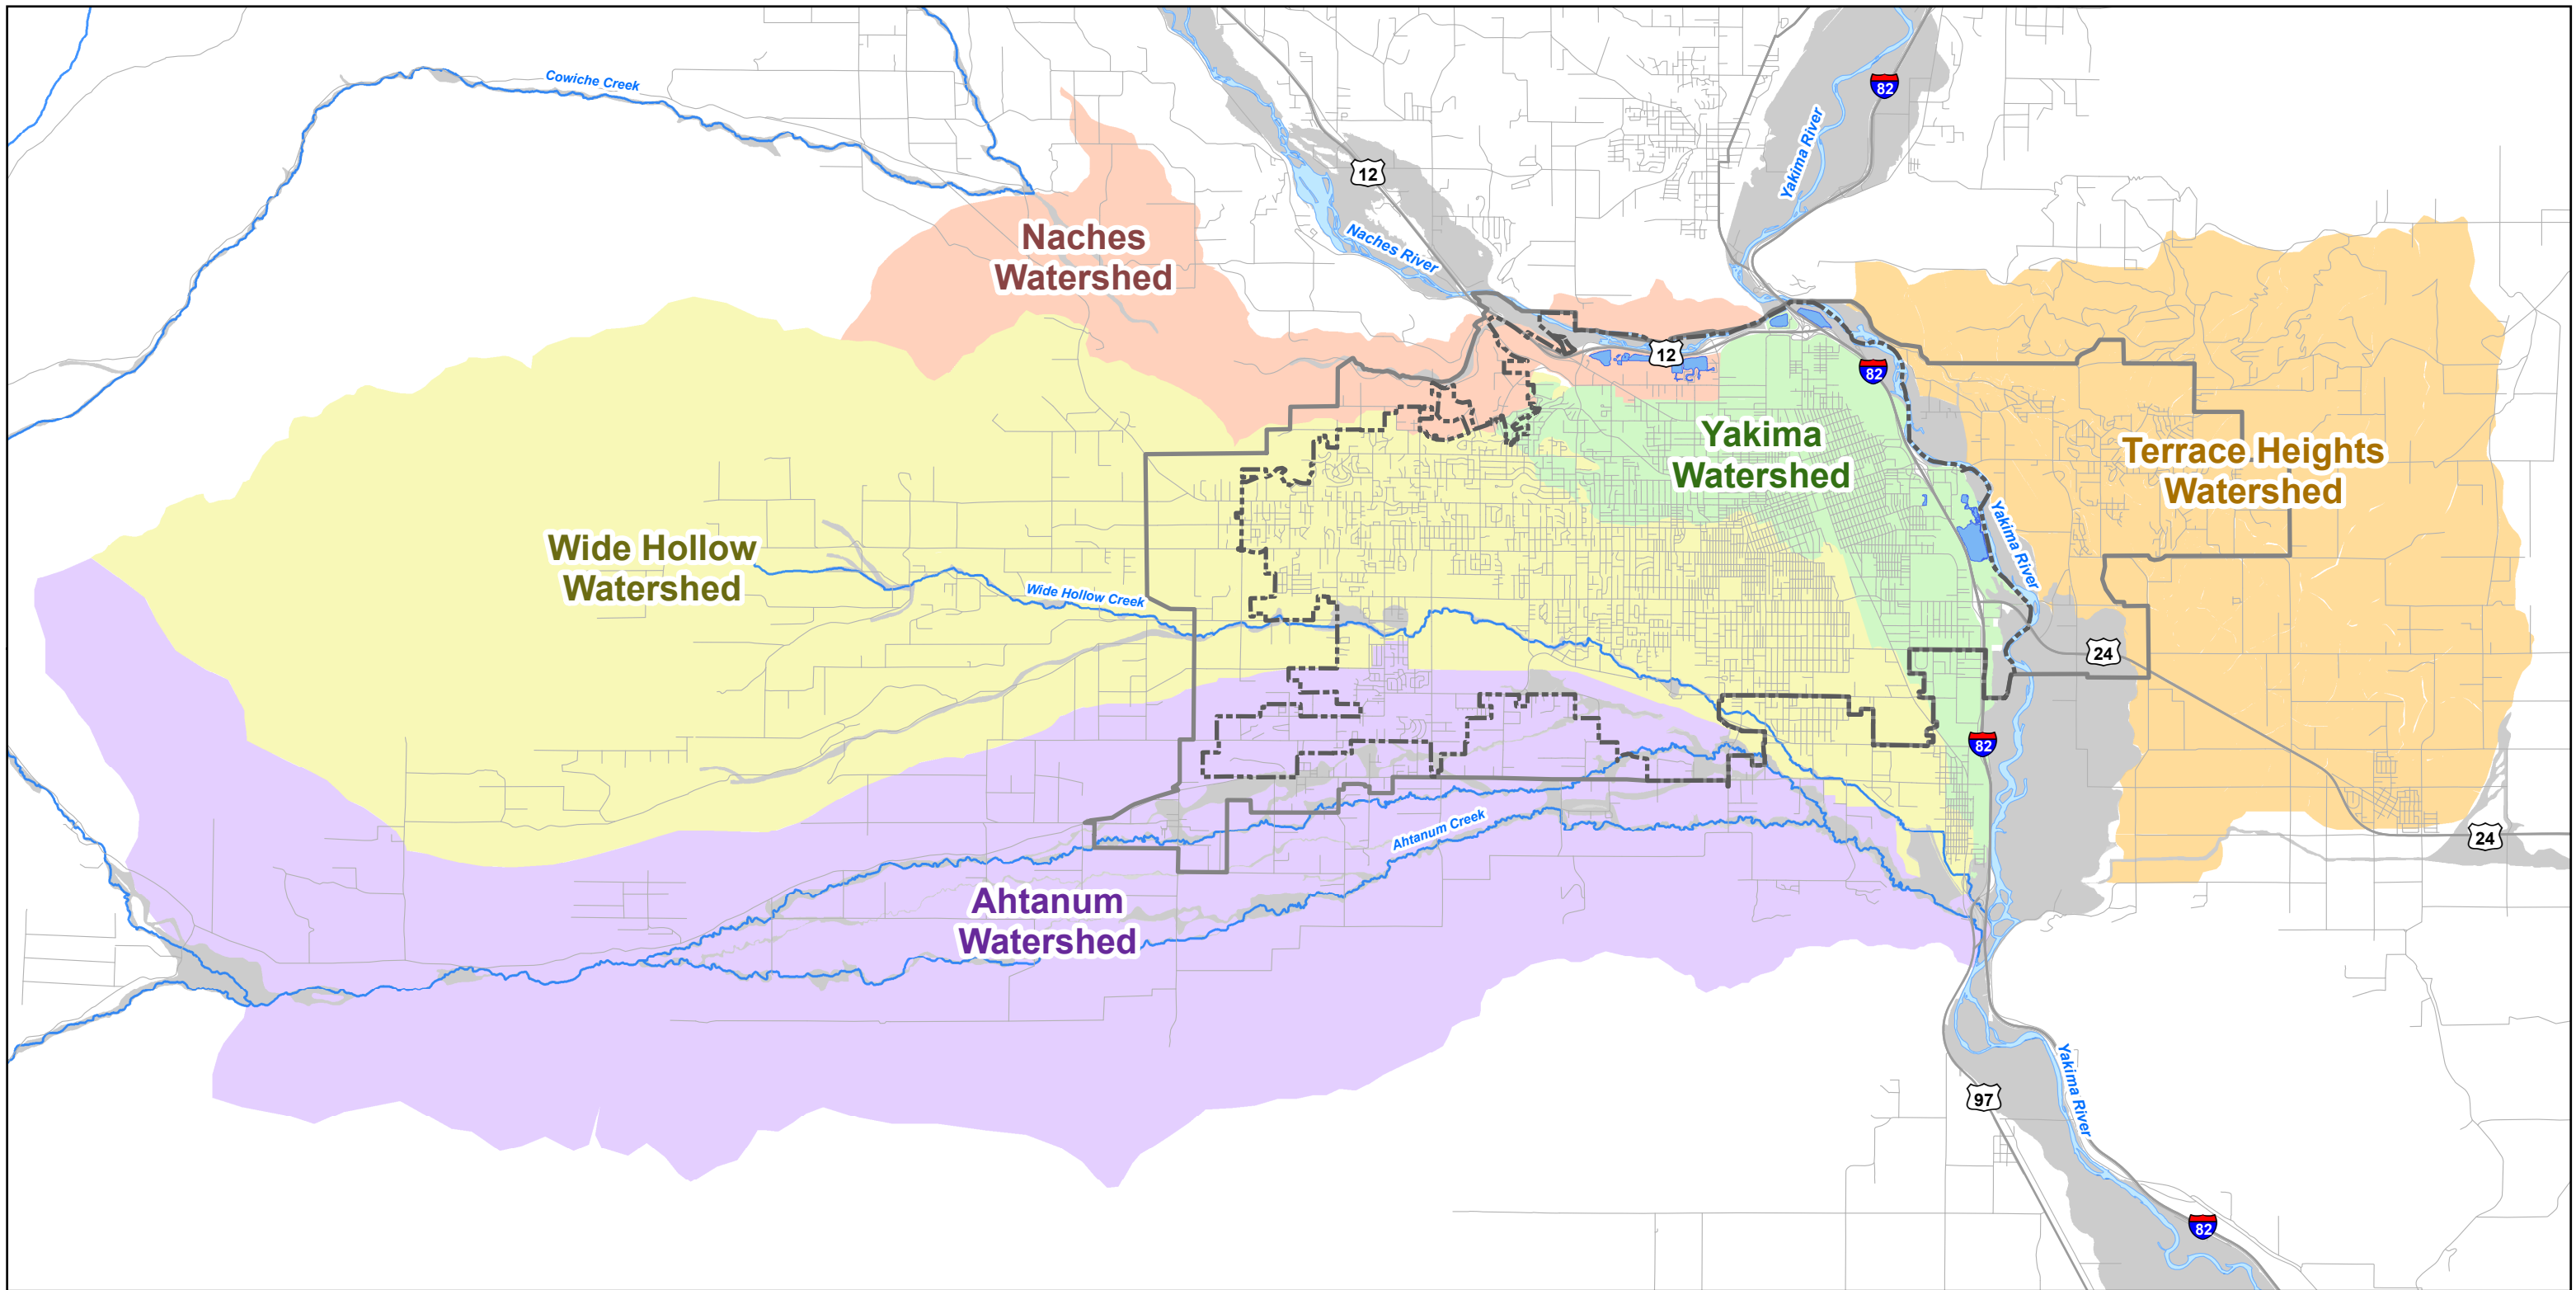 Cowiche Creek
82
Yakima River
12
Naches
Watershed
Naches River
12
82
Yakima
Watershed
Terrace Heights
Watershed
Wide Hollow
Watershed
Wide Hollow Creek
Yakima River
24
82
Ahtanum Creek
24
Ahtanum
Watershed
97
Yakima River
82